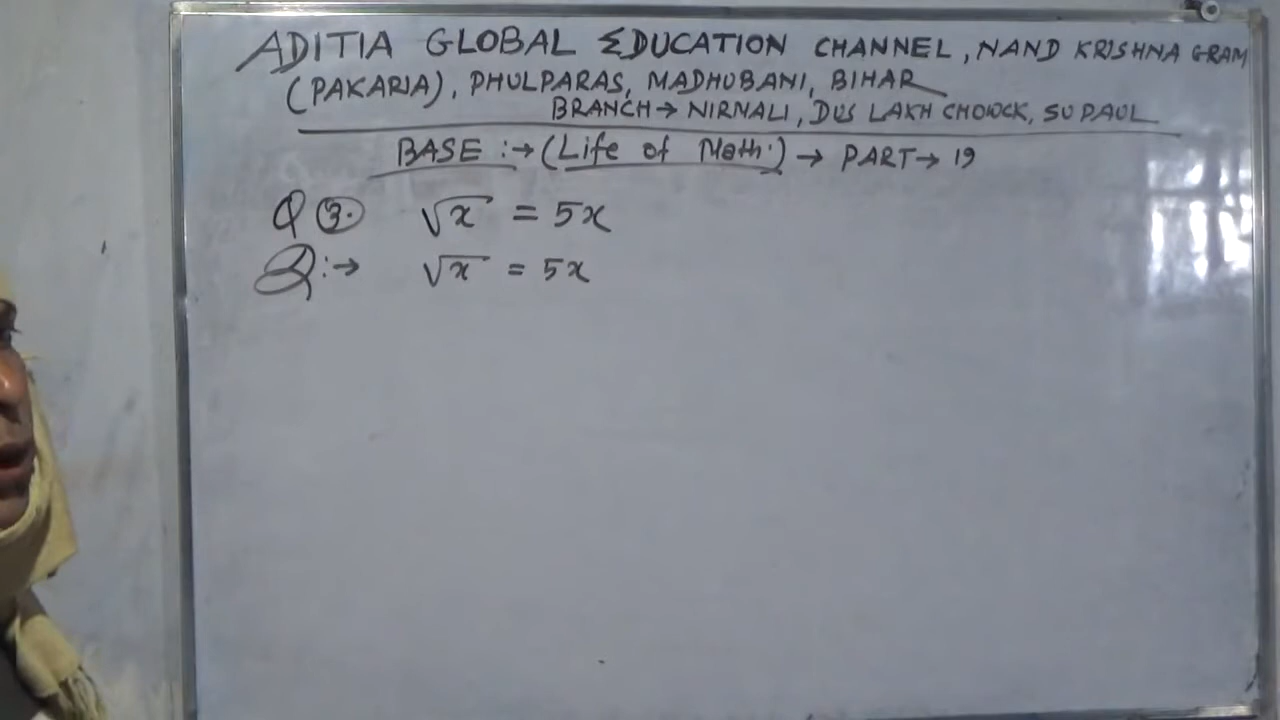 ADITIA GLOBAL EDUCATION CHANNEL, NAND KRISHNA GRAM
(PAKARIA), PHULPARAS, MADHUBANI, BIHAR
BRANCH → NIRMALI, DUS LAKH CHOWCK, SUPAUL
BASE :→ (Life of Math.) → PART → 19
Q 3. √x = 5x
:→ √x = 5x